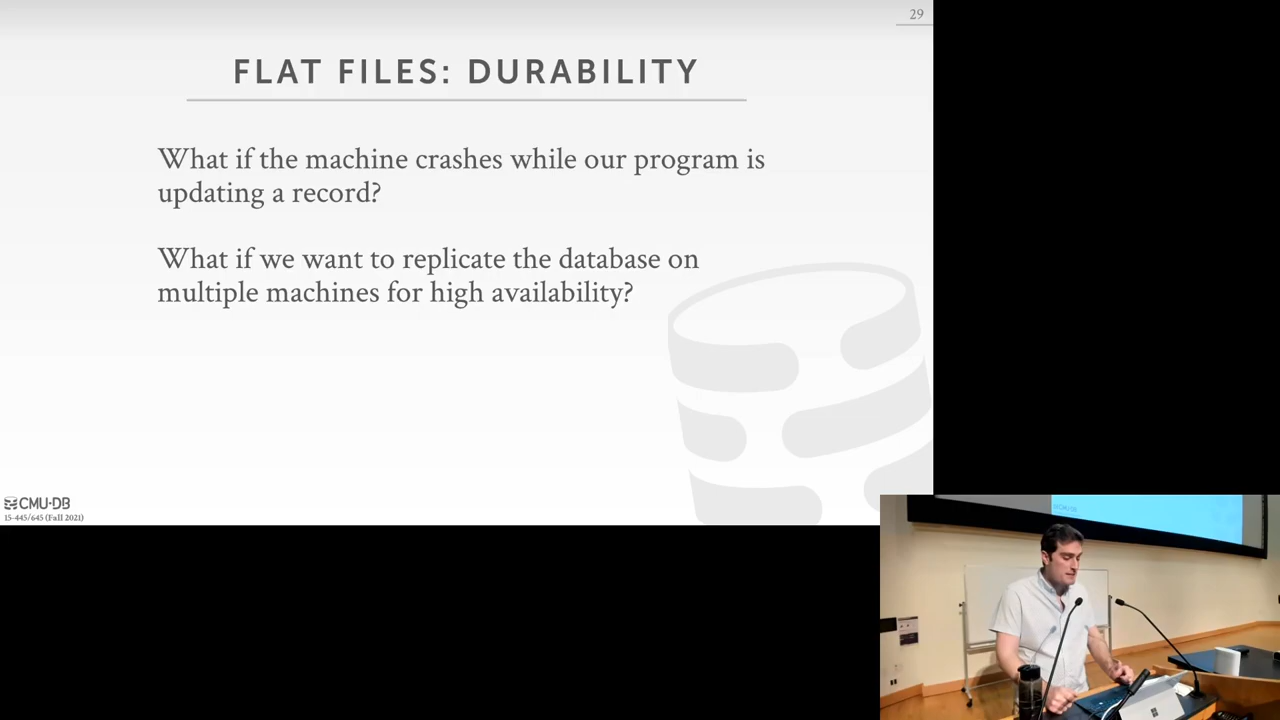 29
FLAT FILES: DURABILITY
What if the machine crashes while our program is
updating a record?
What if we want to replicate the database on
multiple machines for high availability?
CMU·DB
15-445/645 (Fall 2021)